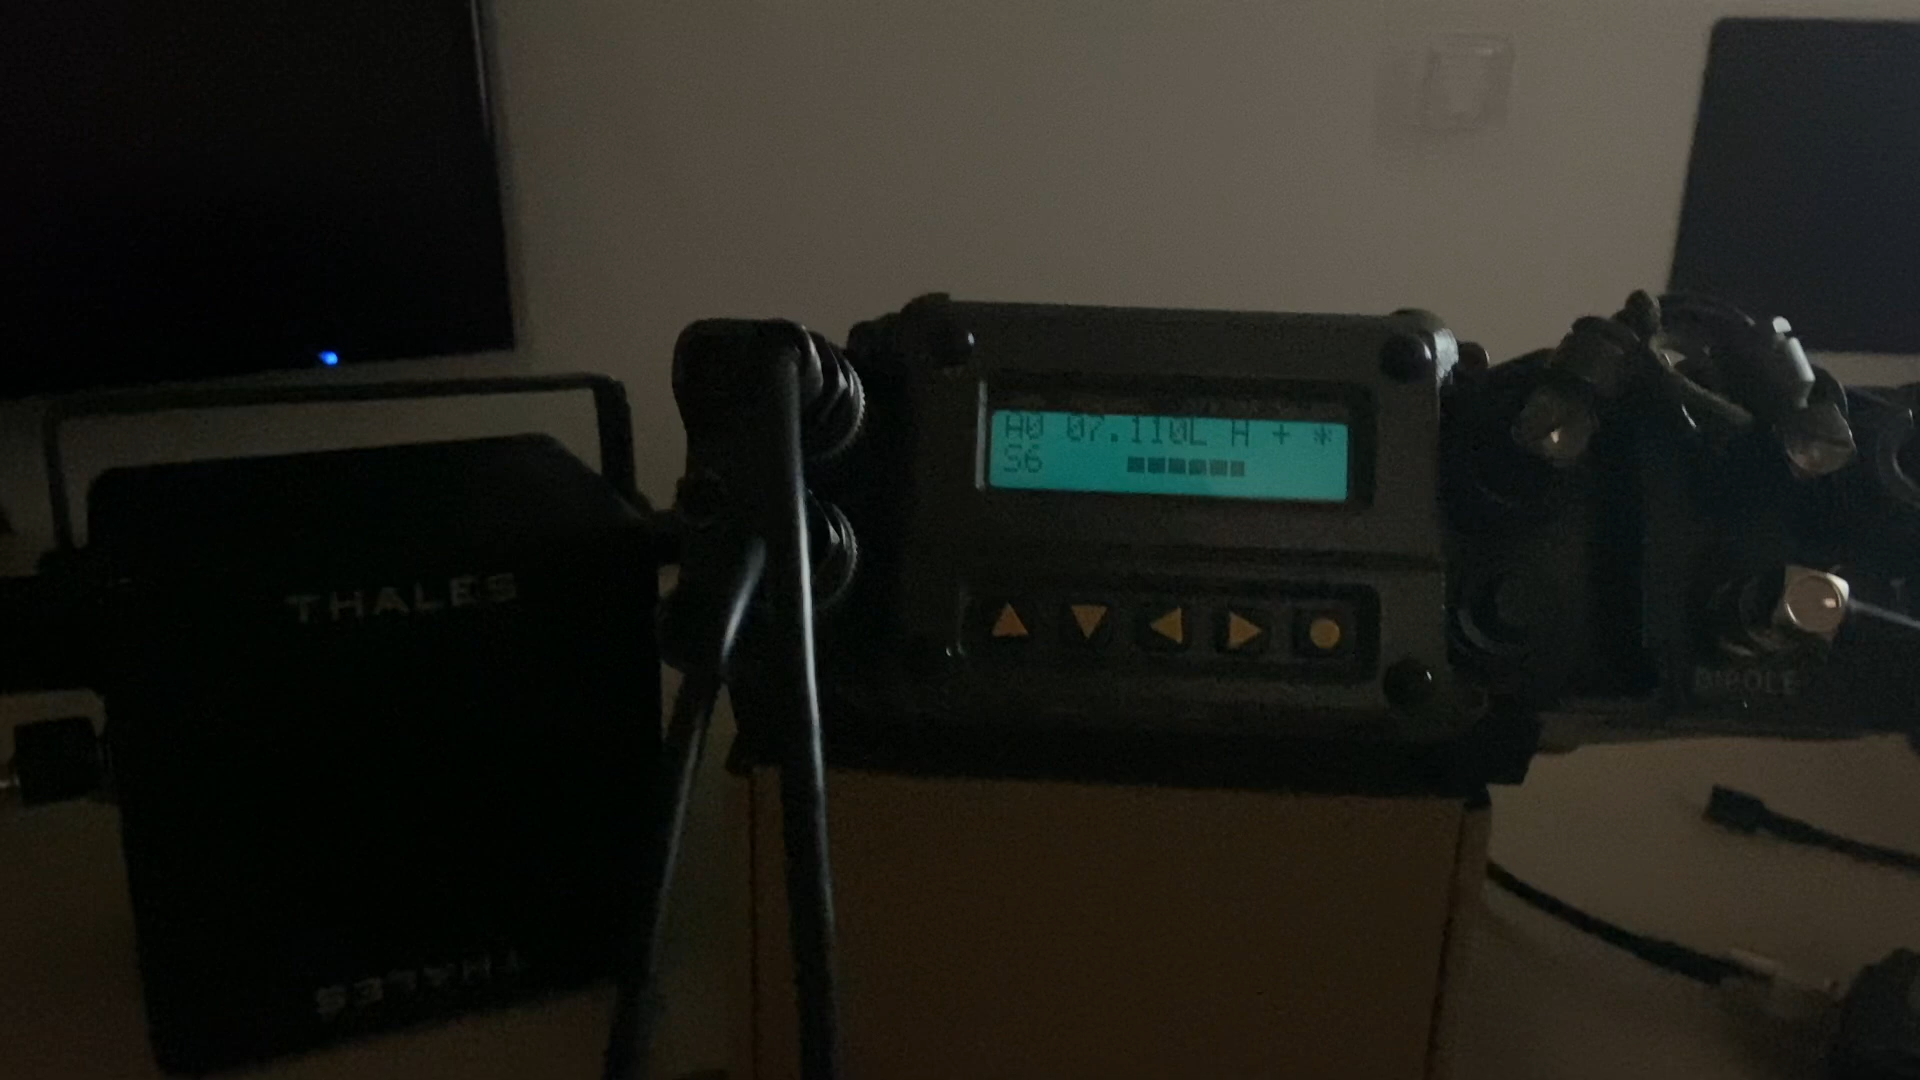 A0 07.110L H + *
S6 ■■■■■■
THALES
DIPOLE
THALES